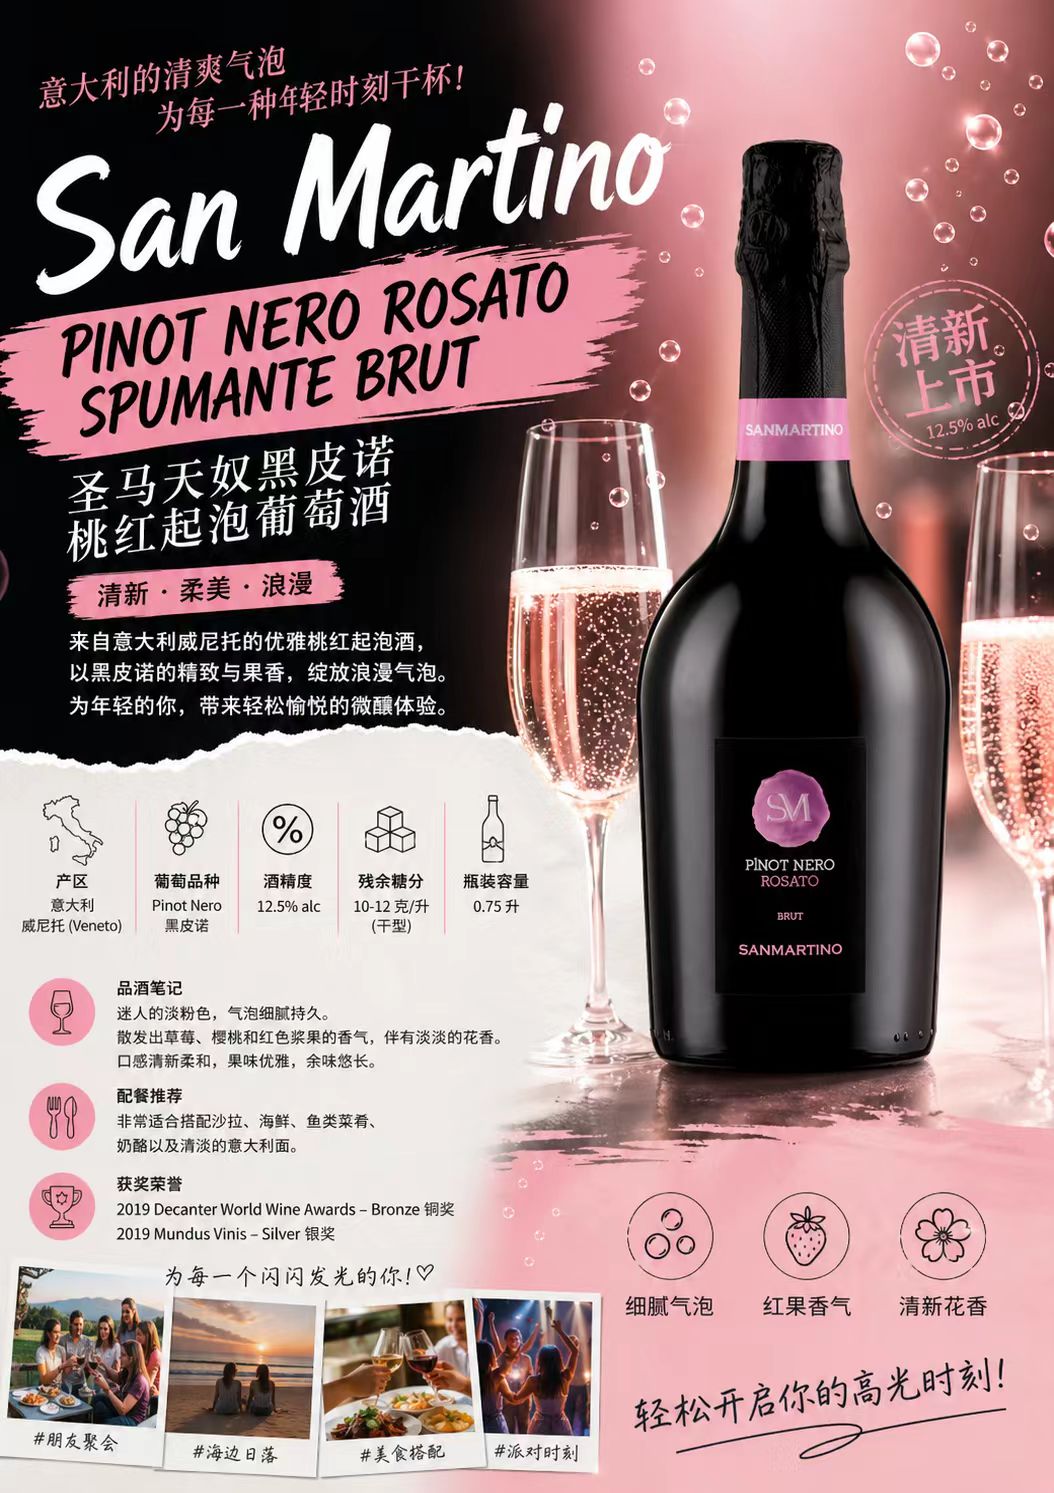 意大利的清爽气泡
为每一种年轻时刻干杯！
San Martino
PINOT NERO ROSATO
SPUMANTE BRUT
圣马天奴黑皮诺
桃红起泡葡萄酒
清新 · 柔美 · 浪漫
来自意大利威尼托的优雅桃红起泡酒，
以黑皮诺的精致与果香，绽放浪漫气泡。
为年轻的你，带来轻松愉悦的微醺体验。
清新
上市
12.5% alc
SANMARTINO
SM
PINOT NERO
ROSATO
BRUT
SANMARTINO
产区
意大利
威尼托 (Veneto)
葡萄品种
Pinot Nero
黑皮诺
%
酒精度
12.5% alc
残余糖分
10-12 克/升
(干型)
瓶装容量
0.75 升
品酒笔记
迷人的淡粉色，气泡细腻持久。
散发出草莓、樱桃和红色浆果的香气，伴有淡淡的花香。
口感清新柔和，果味优雅，余味悠长。
配餐推荐
非常适合搭配沙拉、海鲜、鱼类菜肴、
奶酪以及清淡的意大利面。
获奖荣誉
2019 Decanter World Wine Awards – Bronze 铜奖
2019 Mundus Vinis – Silver 银奖
为每一个闪闪发光的你！♡
#朋友聚会
#海边日落
#美食搭配
#派对时刻
细腻气泡
红果香气
清新花香
轻松开启你的高光时刻！